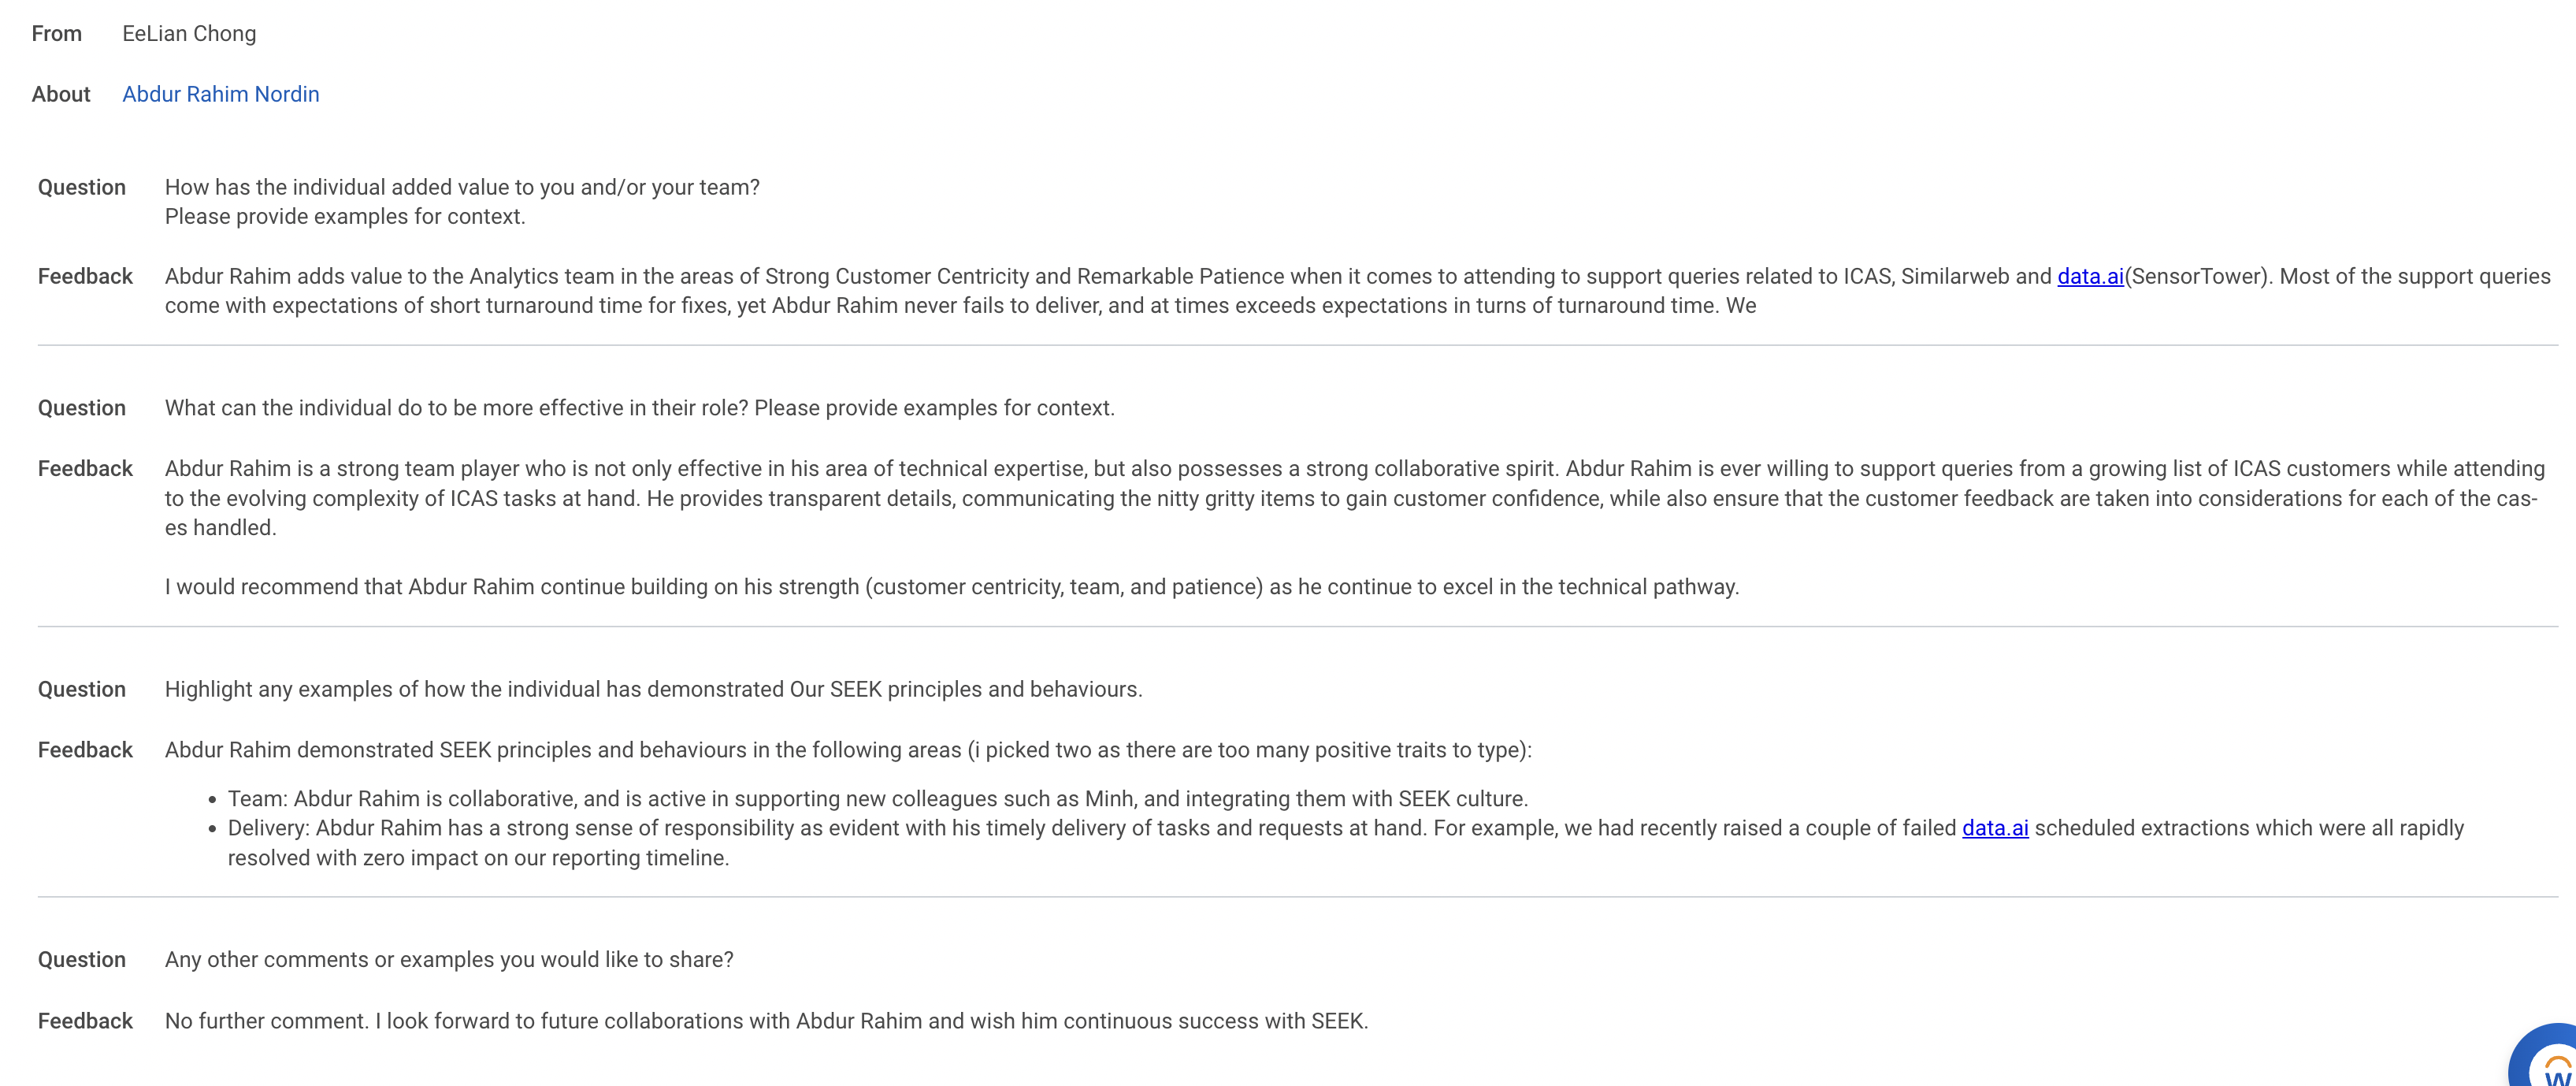 From EeLian Chong
About Abdur Rahim Nordin
Question How has the individual added value to you and/or your team?
Please provide examples for context.
Feedback Abdur Rahim adds value to the Analytics team in the areas of Strong Customer Centricity and Remarkable Patience when it comes to attending to support queries related to ICAS, Similarweb and data.ai(SensorTower). Most of the support queries
come with expectations of short turnaround time for fixes, yet Abdur Rahim never fails to deliver, and at times exceeds expectations in turns of turnaround time. We
Question What can the individual do to be more effective in their role? Please provide examples for context.
Feedback Abdur Rahim is a strong team player who is not only effective in his area of technical expertise, but also possesses a strong collaborative spirit. Abdur Rahim is ever willing to support queries from a growing list of ICAS customers while attending
to the evolving complexity of ICAS tasks at hand. He provides transparent details, communicating the nitty gritty items to gain customer confidence, while also ensure that the customer feedback are taken into considerations for each of the cas-
es handled.
I would recommend that Abdur Rahim continue building on his strength (customer centricity, team, and patience) as he continue to excel in the technical pathway.
Question Highlight any examples of how the individual has demonstrated Our SEEK principles and behaviours.
Feedback Abdur Rahim demonstrated SEEK principles and behaviours in the following areas (i picked two as there are too many positive traits to type):
• Team: Abdur Rahim is collaborative, and is active in supporting new colleagues such as Minh, and integrating them with SEEK culture.
• Delivery: Abdur Rahim has a strong sense of responsibility as evident with his timely delivery of tasks and requests at hand. For example, we had recently raised a couple of failed data.ai scheduled extractions which were all rapidly
resolved with zero impact on our reporting timeline.
Question Any other comments or examples you would like to share?
Feedback No further comment. I look forward to future collaborations with Abdur Rahim and wish him continuous success with SEEK.
W